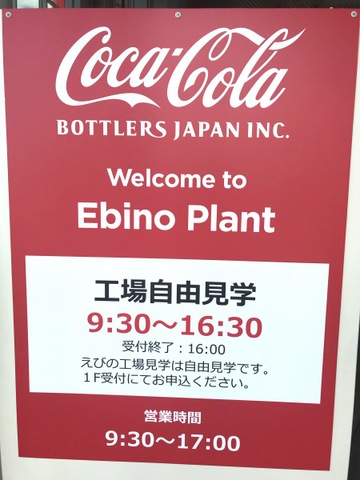 Coca-Cola
BOTTLERS JAPAN INC.
Welcome to
Ebino Plant
工場自由見学
9:30～16:30
受付終了：16:00
えびの工場見学は自由見学です。
１F受付にてお申込ください。
営業時間
9:30～17:00